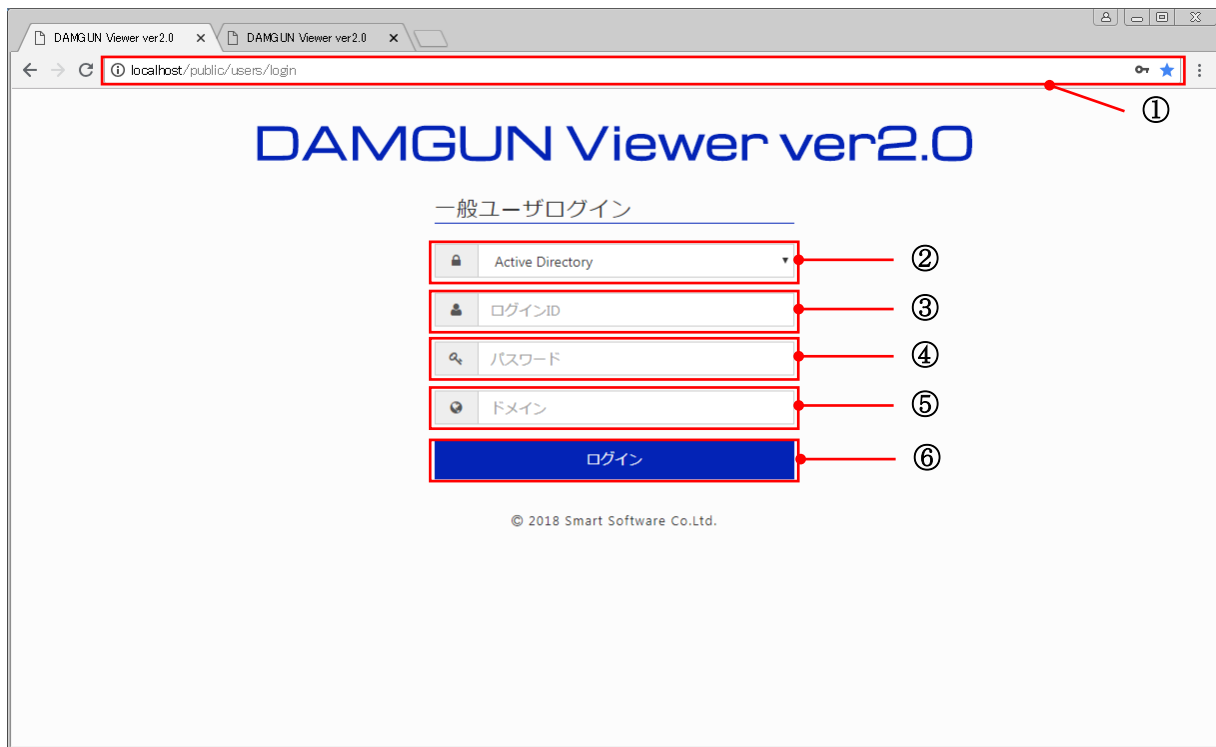 DAMGUN Viewer ver2.0 DAMGUN Viewer ver2.0
localhost/public/users/login
①
DAMGUN Viewer ver2.0
一般ユーザログイン
Active Directory ②
ログインID ③
パスワード ④
ドメイン ⑤
ログイン ⑥
© 2018 Smart Software Co.Ltd.